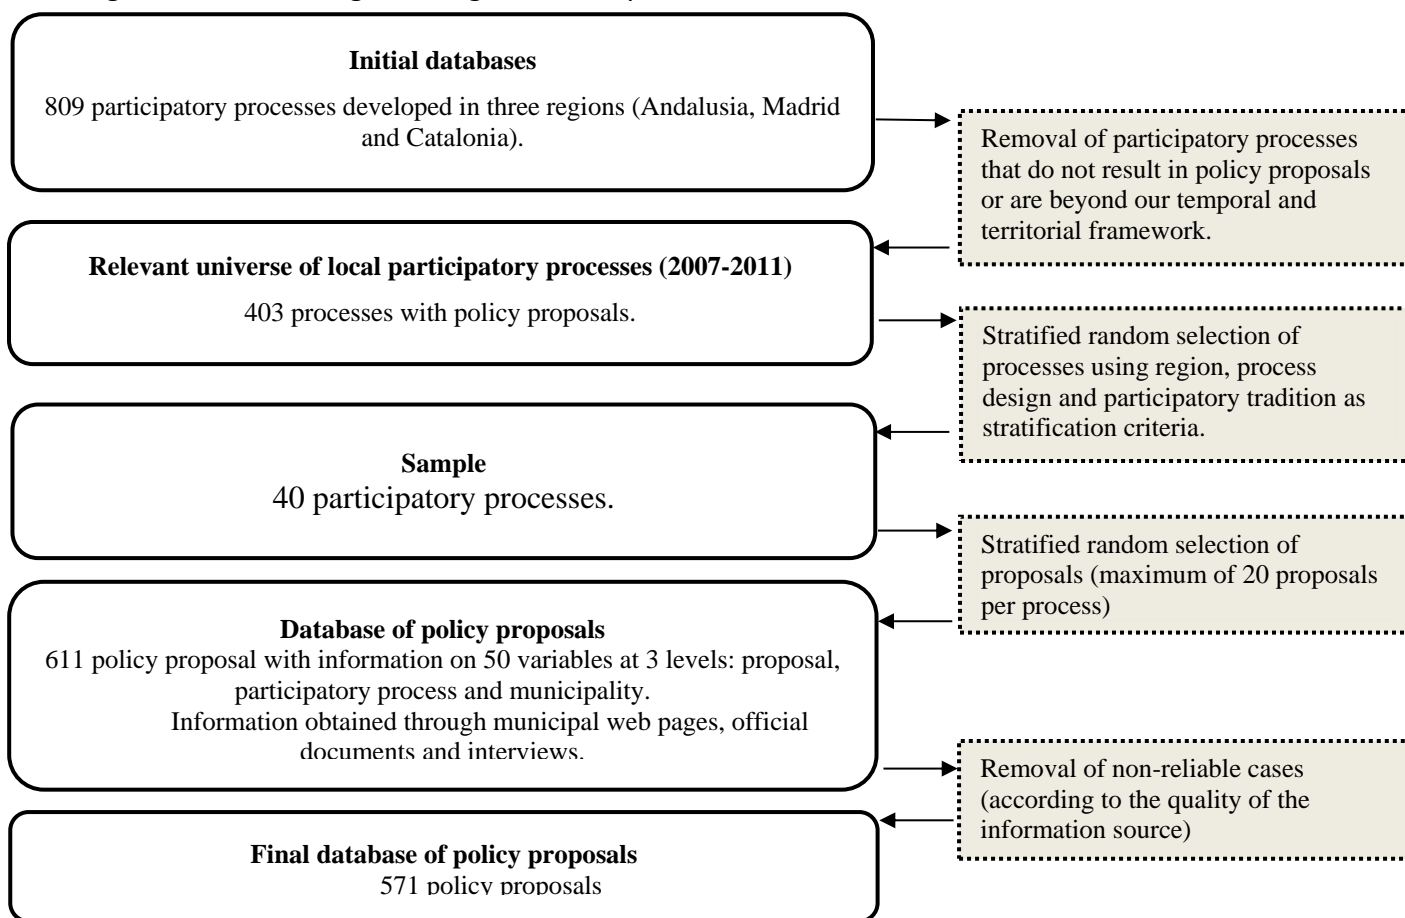 Initial databases
809 participatory processes developed in three regions (Andalusia, Madrid
and Catalonia).
Removal of participatory processes
that do not result in policy proposals
or are beyond our temporal and
territorial framework.
Relevant universe of local participatory processes (2007-2011)
403 processes with policy proposals.
Stratified random selection of
processes using region, process
design and participatory tradition as
stratification criteria.
Sample
40 participatory processes.
Stratified random selection of
proposals (maximum of 20 proposals
per process)
Database of policy proposals
611 policy proposal with information on 50 variables at 3 levels: proposal,
participatory process and municipality.
Information obtained through municipal web pages, official
documents and interviews.
Removal of non-reliable cases
(according to the quality of the
information source)
Final database of policy proposals
571 policy proposals